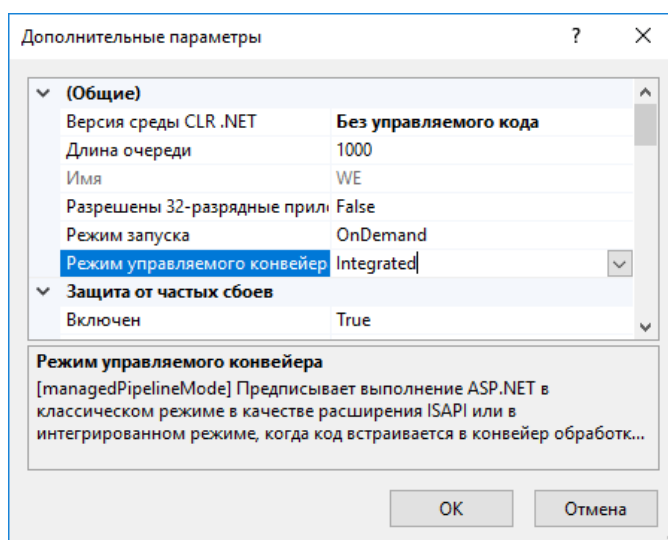 Дополнительные параметры
(Общие)
Версия среды CLR .NET Без управляемого кода
Длина очереди 1000
Имя WE
Разрешены 32-разрядные прил False
Режим запуска OnDemand
Режим управляемого конвейер Integrated
Защита от частых сбоев
Включен True
Режим управляемого конвейера
[managedPipelineMode] Предписывает выполнение ASP.NET в
классическом режиме в качестве расширения ISAPI или в
интегрированном режиме, когда код встраивается в конвейер обработк...
ОК Отмена